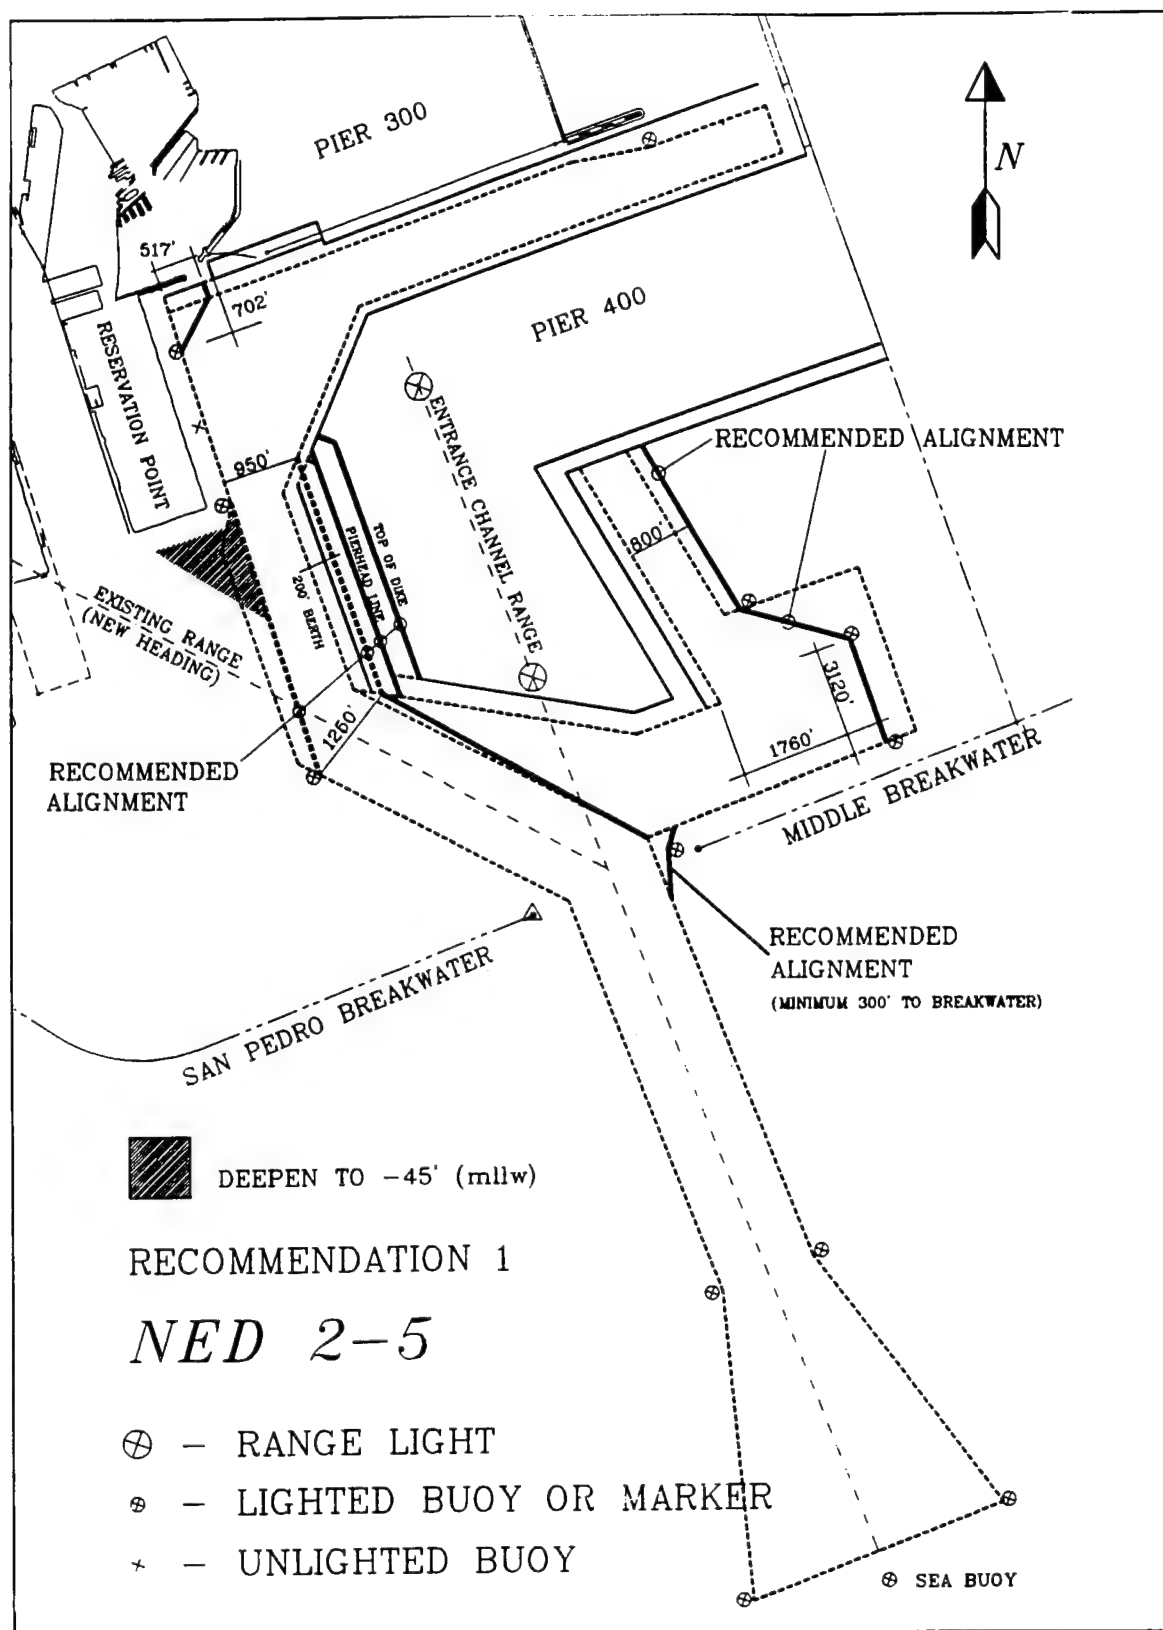 PIER 300
N
517'
702'
PIER 400
RESERVATION POINT
ENTRANCE CHANNEL RANGE
RECOMMENDED ALIGNMENT
950'
800'
TOP OF DIKE
PIERHEAD LINE
200' BERTH
EXISTING RANGE
(NEW HEADING)
3120'
1260'
1760'
RECOMMENDED
ALIGNMENT
MIDDLE BREAKWATER
RECOMMENDED
ALIGNMENT
(MINIMUM 300' TO BREAKWATER)
SAN PEDRO BREAKWATER
DEEPEN TO -45' (mllw)
RECOMMENDATION 1
NED 2-5
- RANGE LIGHT
- LIGHTED BUOY OR MARKER
- UNLIGHTED BUOY
SEA BUOY